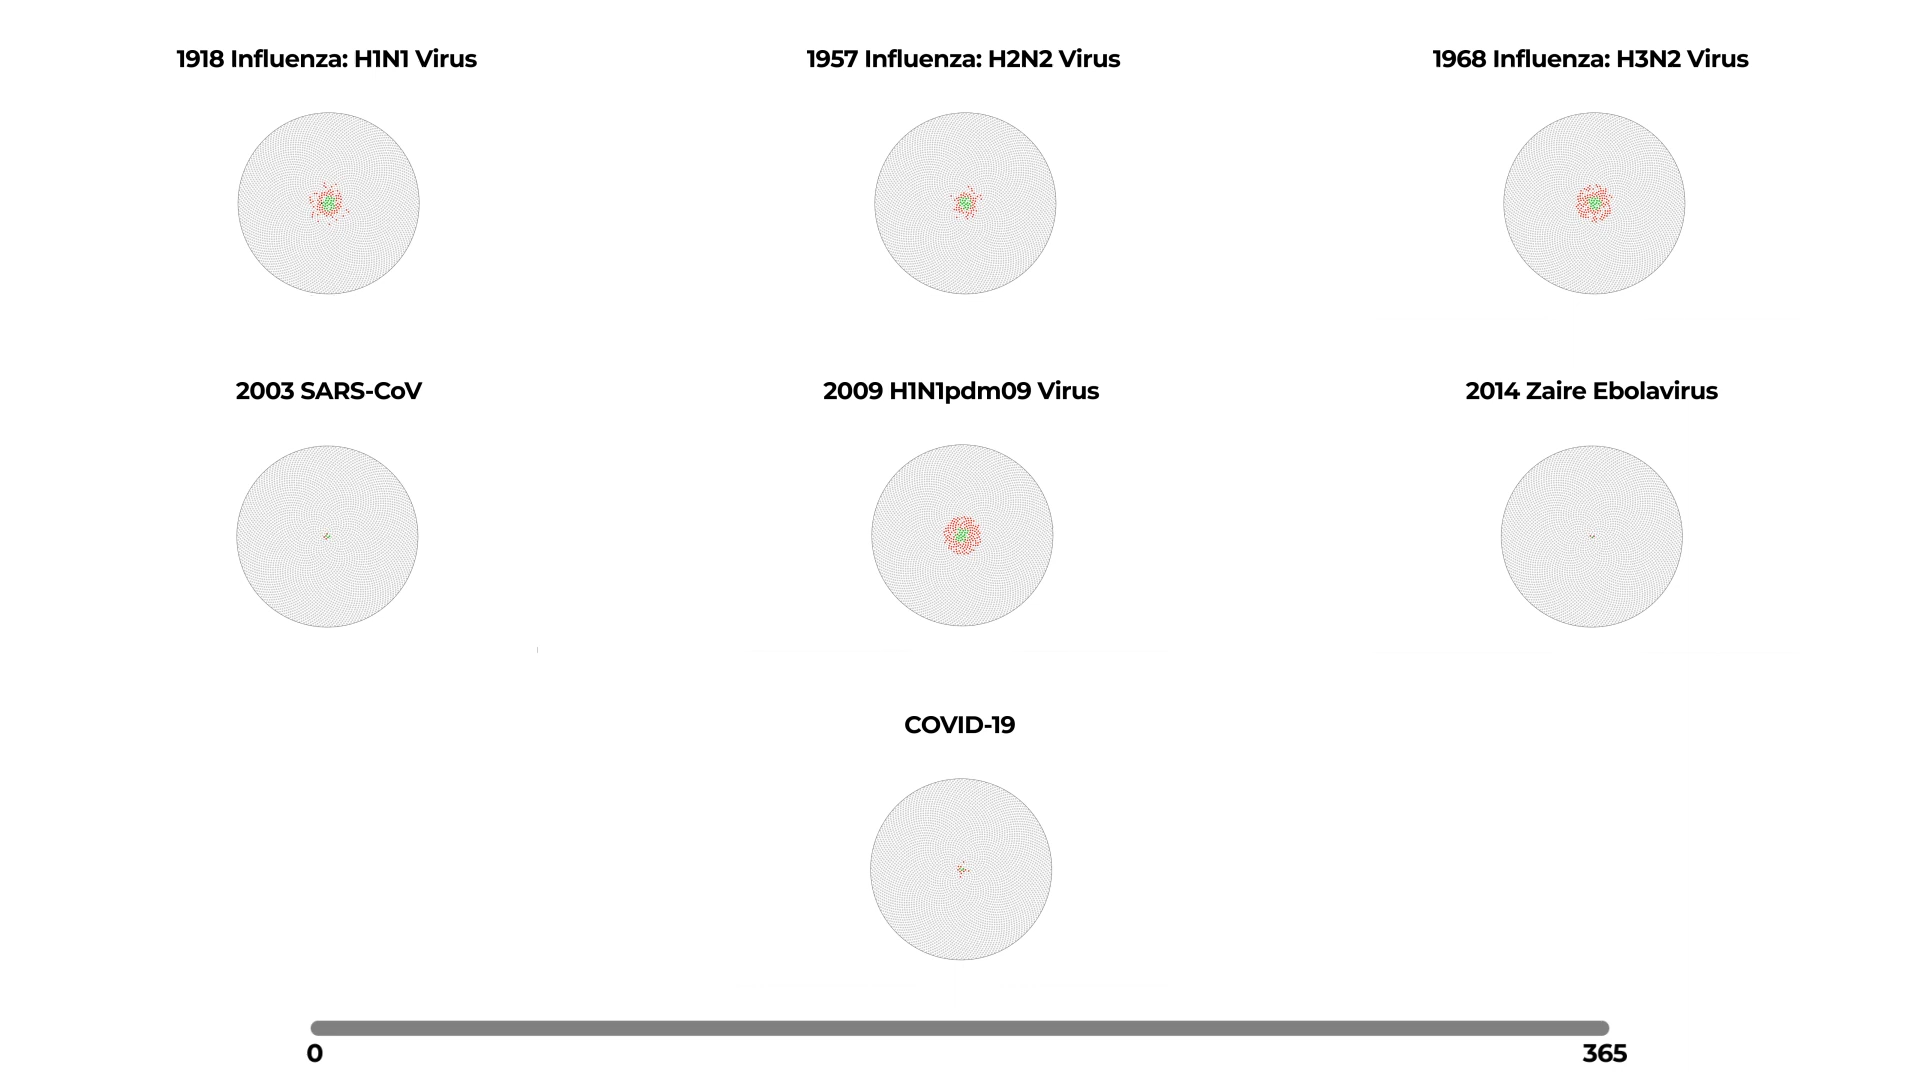 1918 Influenza: H1N1 Virus
1957 Influenza: H2N2 Virus
1968 Influenza: H3N2 Virus
2003 SARS-CoV
2009 H1N1pdm09 Virus
2014 Zaire Ebolavirus
COVID-19
0
365